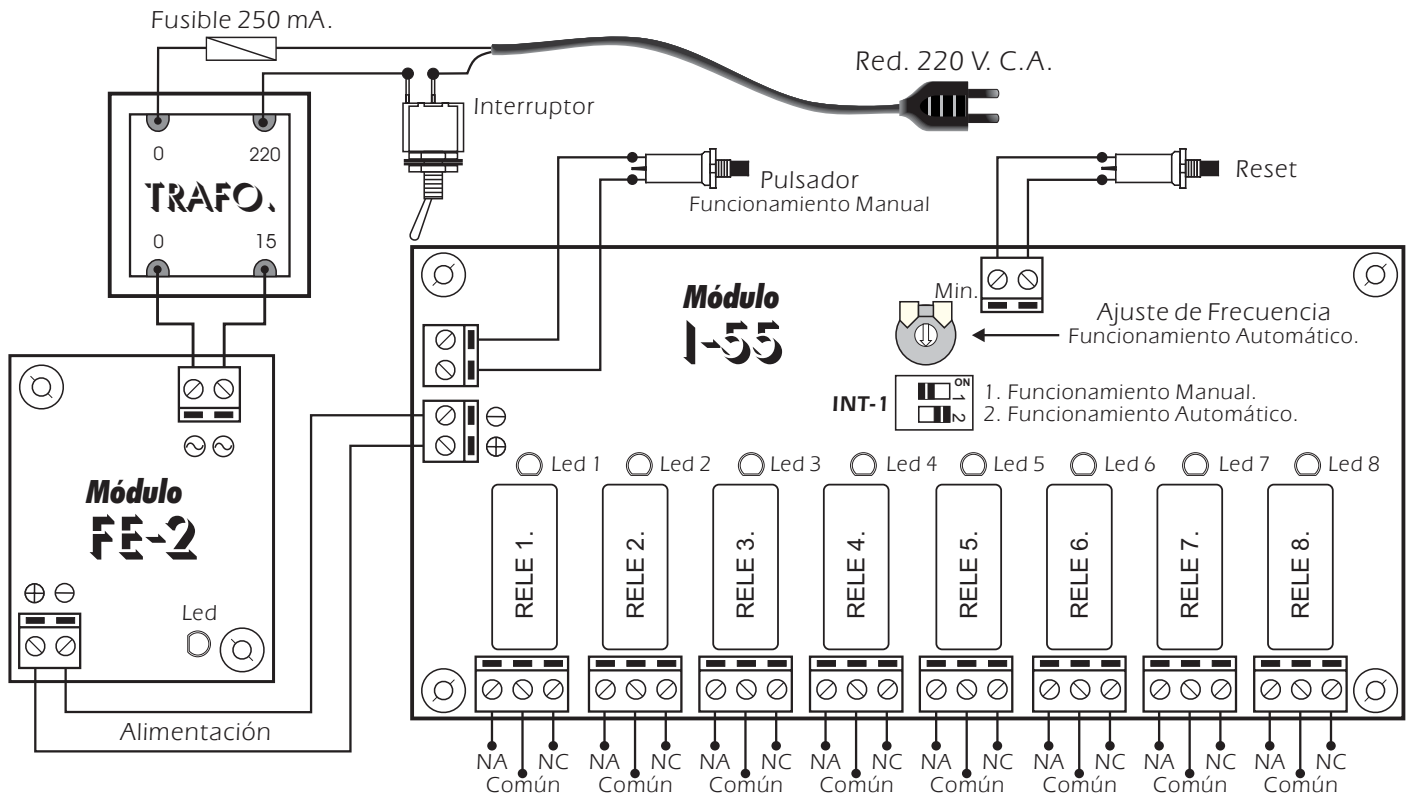 Fusible 250 mA.
Red. 220 V. C.A.
Interruptor
0 220
TRAFO.
0 15
Pulsador
Funcionamiento Manual
Reset
Módulo
I-55
Min.
Ajuste de Frecuencia
Funcionamiento Automático.
INT-1
ON
1
2
1. Funcionamiento Manual.
2. Funcionamiento Automático.
Led 1 Led 2 Led 3 Led 4 Led 5 Led 6 Led 7 Led 8
Módulo
FE-2
Led
RELE 1. RELE 2. RELE 3. RELE 4. RELE 5. RELE 6. RELE 7. RELE 8.
Alimentación
NA NC NA NC NA NC NA NC NA NC NA NC NA NC NA NC
Común Común Común Común Común Común Común Común